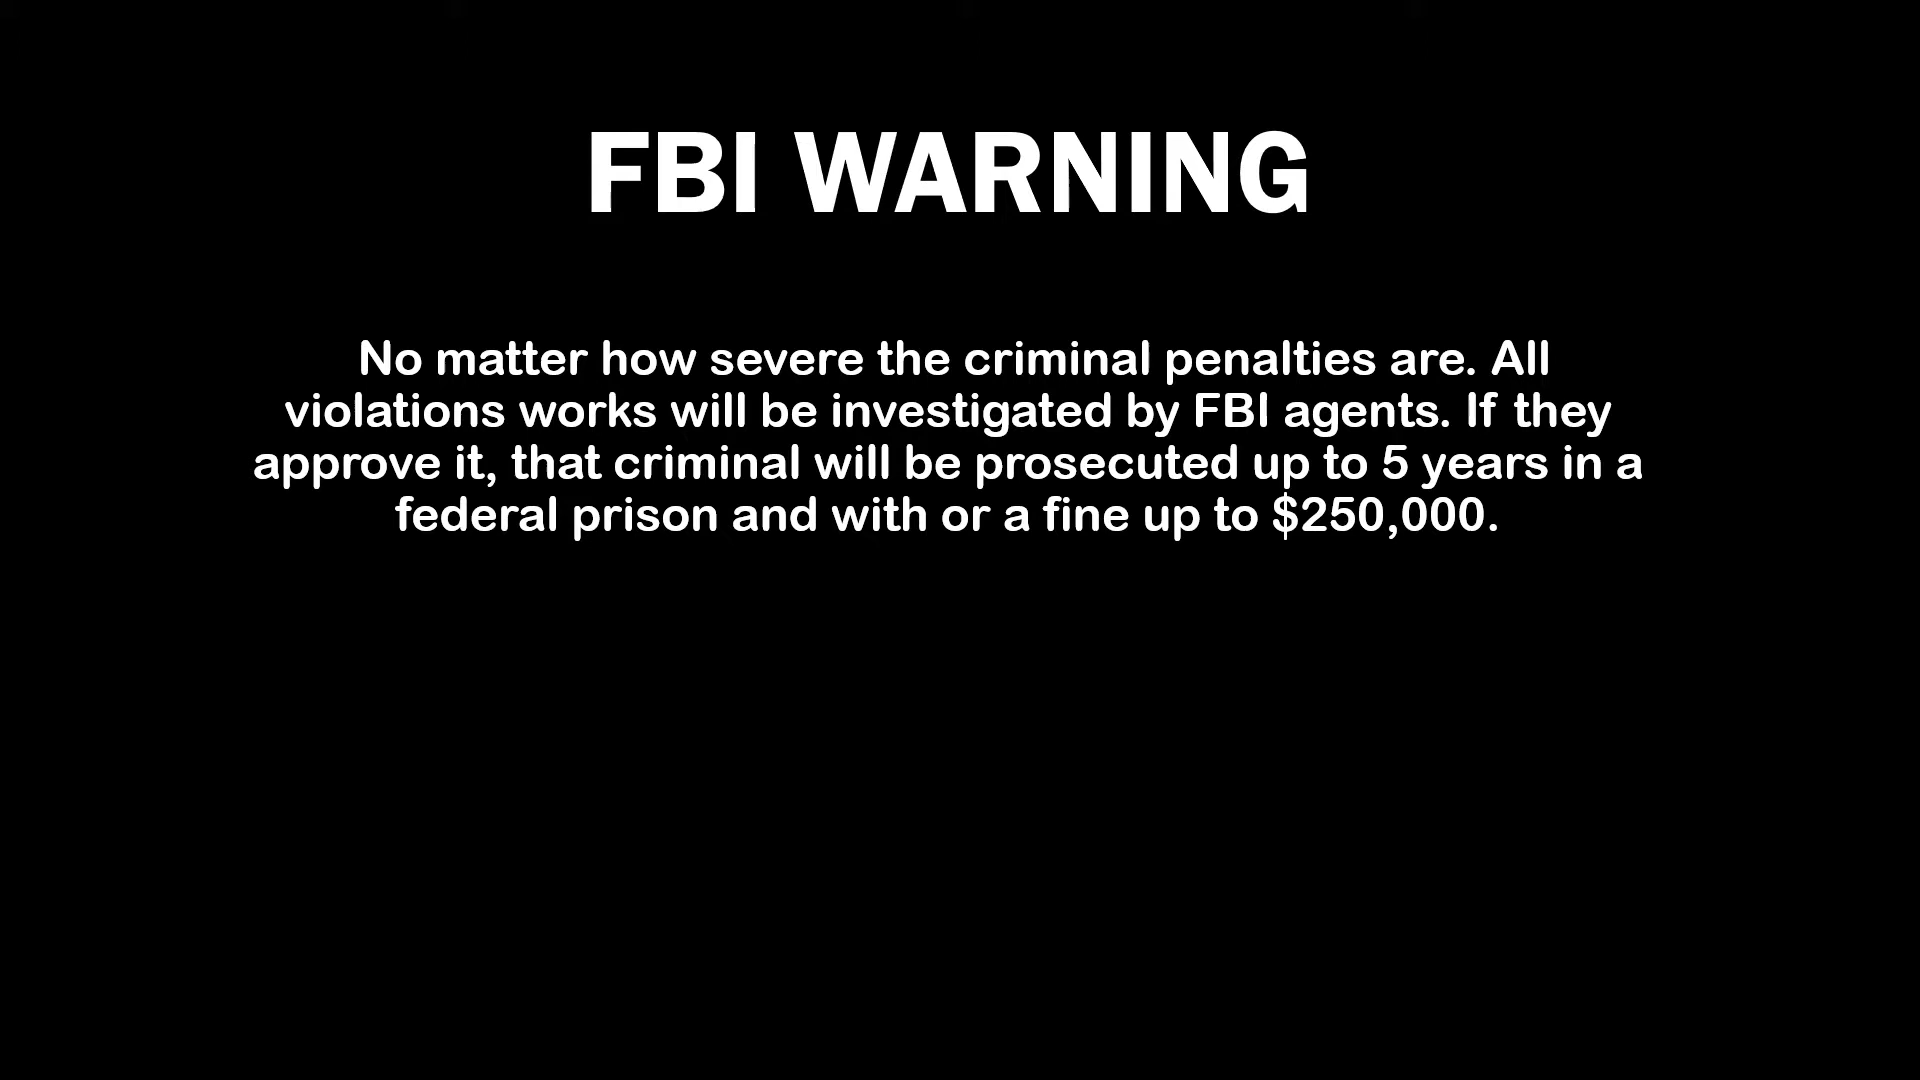 FBI WARNING
No matter how severe the criminal penalties are. All
violations works will be investigated by FBI agents. If they
approve it, that criminal will be prosecuted up to 5 years in a
federal prison and with or a fine up to $250,000.